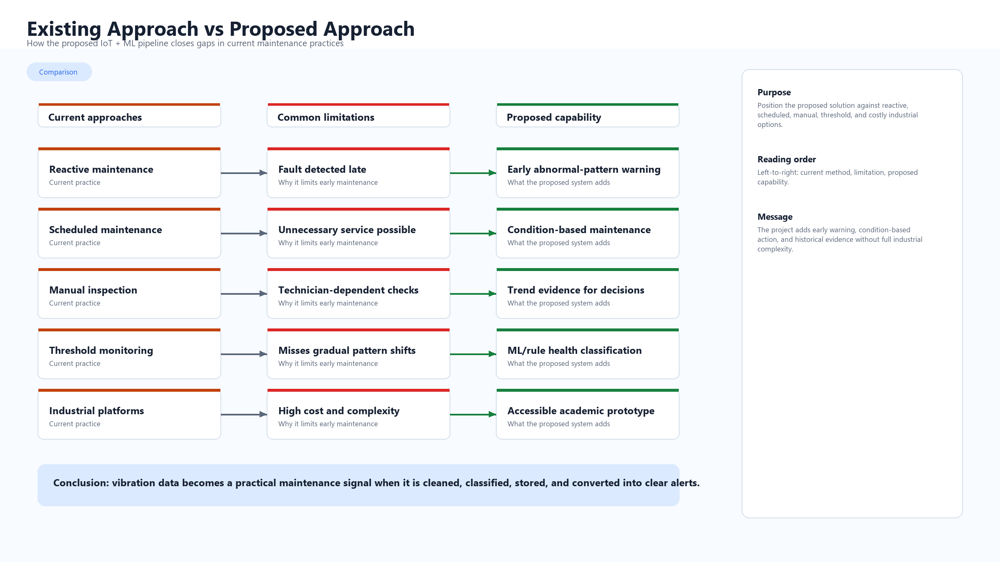 Existing Approach vs Proposed Approach
How the proposed IoT + ML pipeline closes gaps in current maintenance practices
Comparison
Current approaches
Common limitations
Proposed capability
Reactive maintenance
Current practice
Fault detected late
Why it limits early maintenance
Early abnormal-pattern warning
What the proposed system adds
Scheduled maintenance
Current practice
Unnecessary service possible
Why it limits early maintenance
Condition-based maintenance
What the proposed system adds
Manual inspection
Current practice
Technician-dependent checks
Why it limits early maintenance
Trend evidence for decisions
What the proposed system adds
Threshold monitoring
Current practice
Misses gradual pattern shifts
Why it limits early maintenance
ML/rule health classification
What the proposed system adds
Industrial platforms
Current practice
High cost and complexity
Why it limits early maintenance
Accessible academic prototype
What the proposed system adds
Conclusion: vibration data becomes a practical maintenance signal when it is cleaned, classified, stored, and converted into clear alerts.
Purpose
Position the proposed solution against reactive,
scheduled, manual, threshold, and costly industrial
options.
Reading order
Left-to-right: current method, limitation, proposed
capability.
Message
The project adds early warning, condition-based
action, and historical evidence without full industrial
complexity.